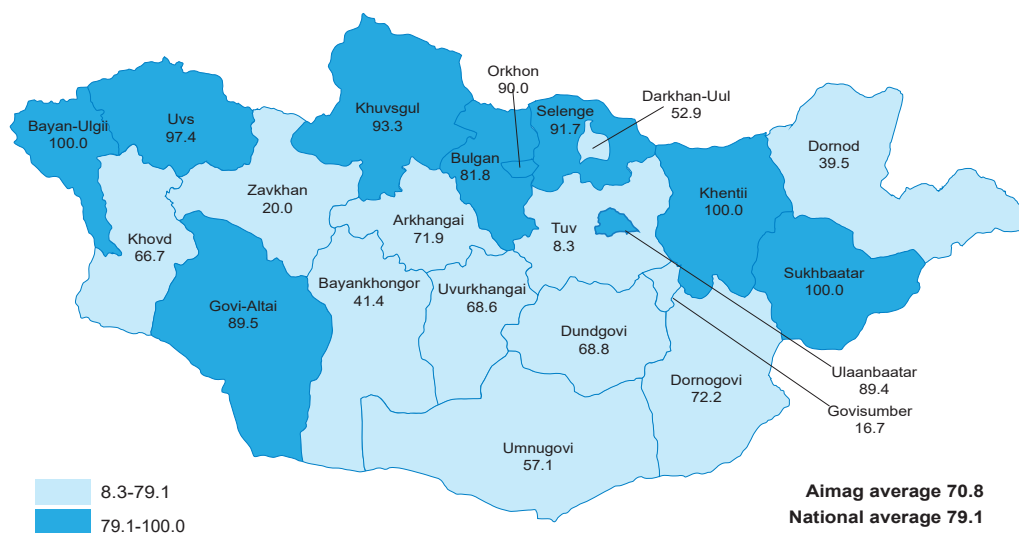 Orkhon
90.0
Darkhan-Uul
52.9
Bayan-Ulgii
100.0
Uvs
97.4
Khuvsgul
93.3
Selenge
91.7
Bulgan
81.8
Dornod
39.5
Zavkhan
20.0
Khentii
100.0
Khovd
66.7
Arkhangai
71.9
Tuv
8.3
Sukhbaatar
100.0
Govi-Altai
89.5
Bayankhongor
41.4
Uvurkhangai
68.6
Dundgovi
68.8
Dornogovi
72.2
Ulaanbaatar
89.4
Govisumber
16.7
Umnugovi
57.1
8.3-79.1
79.1-100.0
Aimag average 70.8
National average 79.1